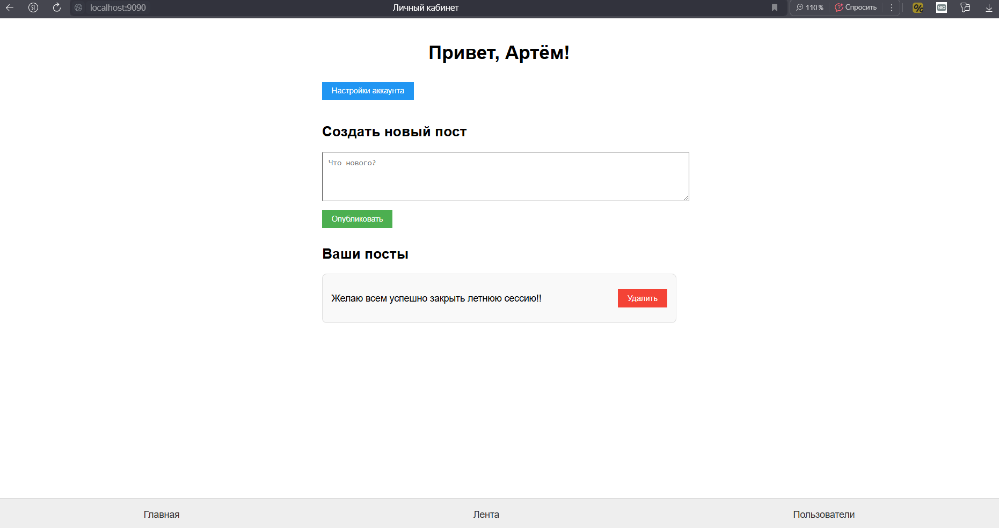 localhost:9090 Личный кабинет 110 % Спросить NEO
Привет, Артём!
Настройки аккаунта
Создать новый пост
Что нового?
Опубликовать
Ваши посты
Желаю всем успешно закрыть летнюю сессию!! Удалить
Главная Лента Пользователи